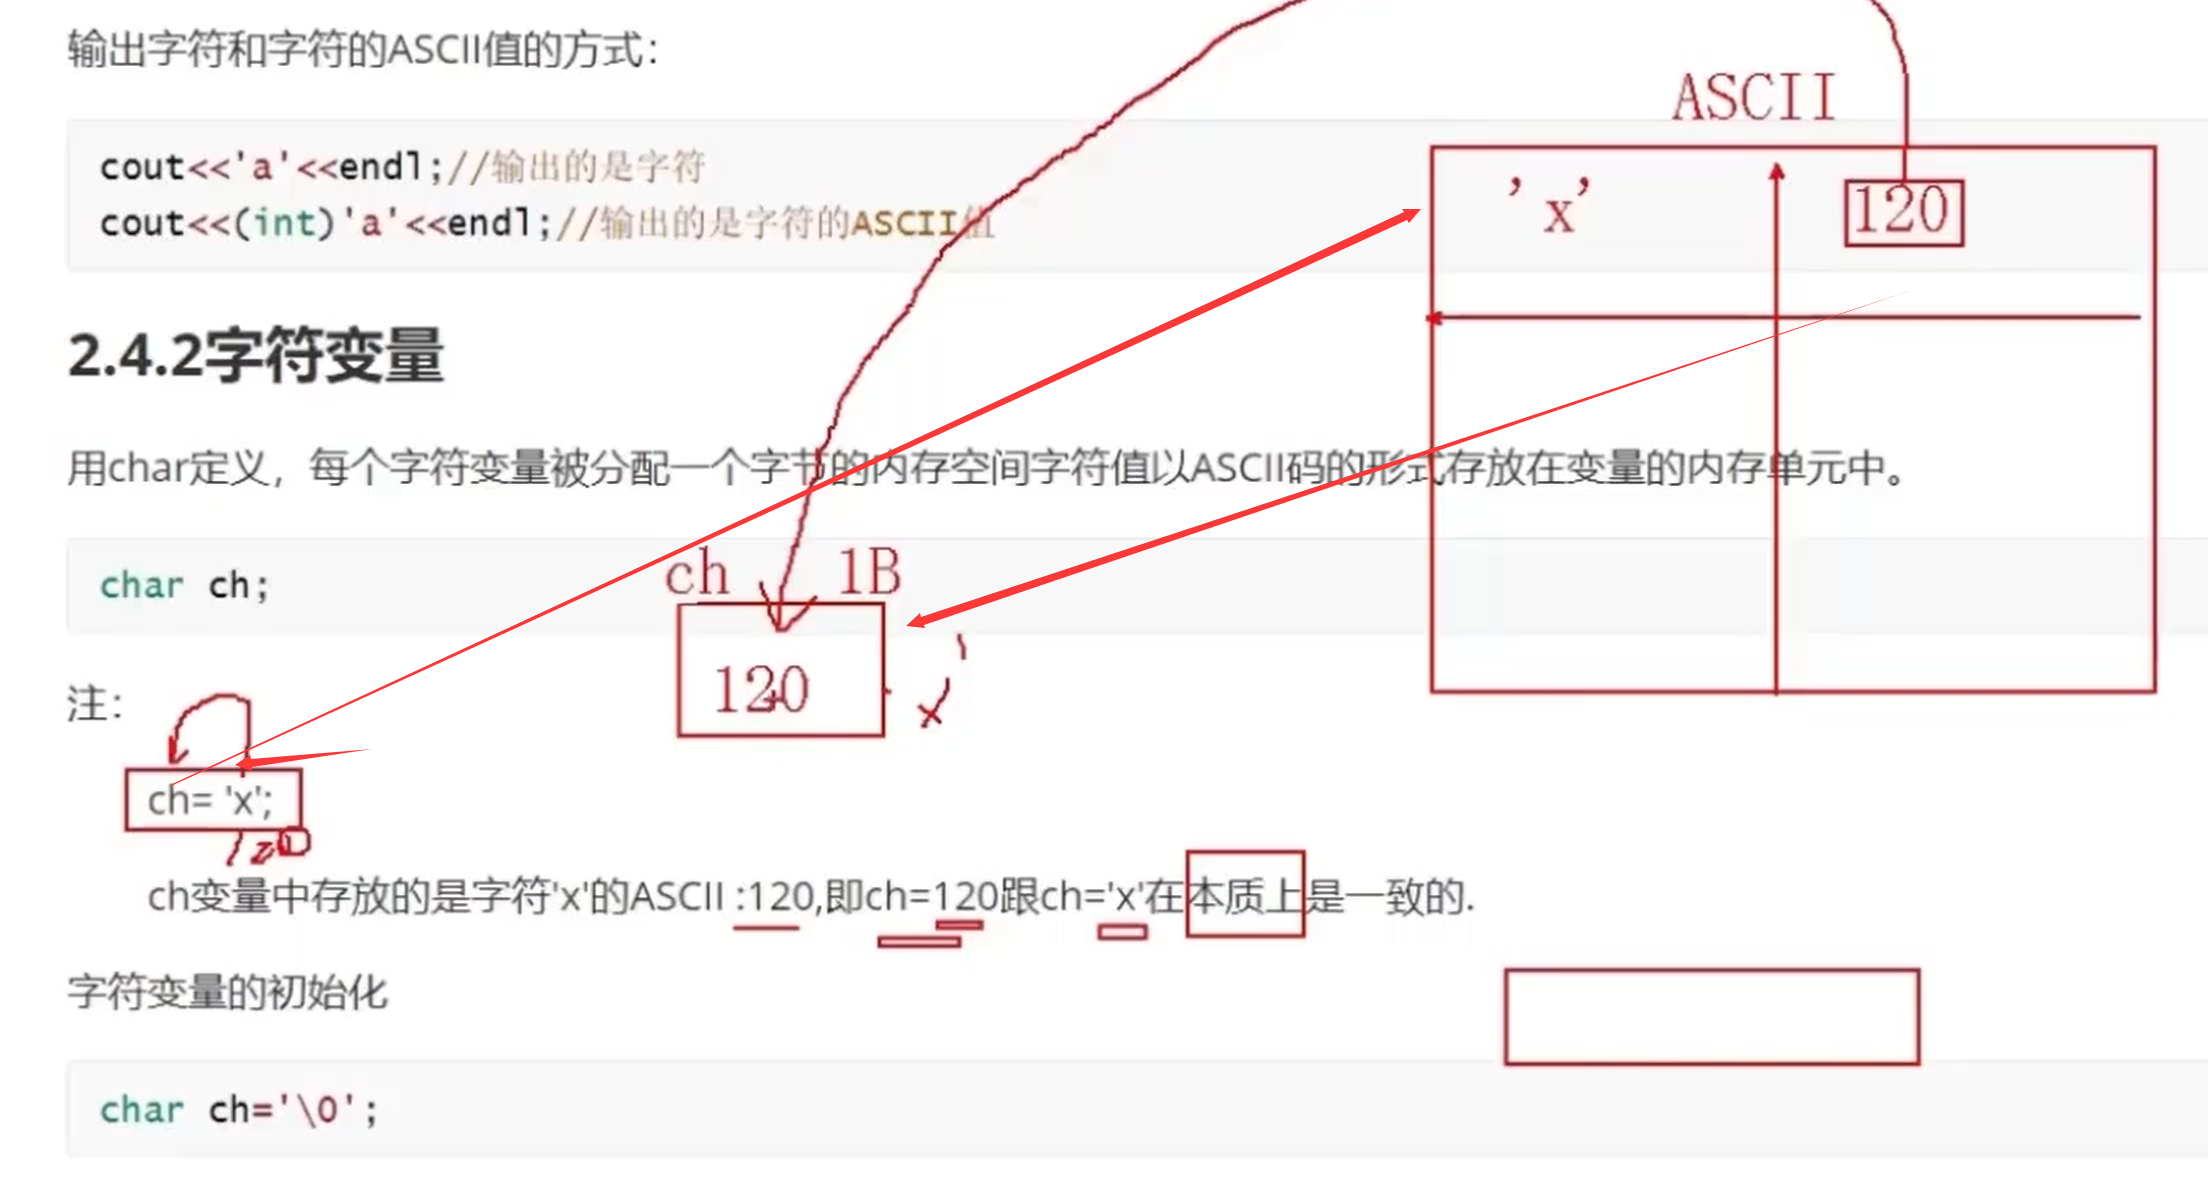 输出字符和字符的ASCII值的方式：
ASCII
cout<<'a'<<endl;//输出的是字符
'x' 120
cout<<(int)'a'<<endl;//输出的是字符的ASCII值
2.4.2字符变量
用char定义，每个字符变量被分配一个字节的内存空间字符值以ASCII码的形式存放在变量的内存单元中。
ch 1B
char ch;
120 'x'
注：
ch= 'x';
120
ch变量中存放的是字符'x'的ASCII :120,即ch=120跟ch='x'在本质上是一致的.
字符变量的初始化
char ch='\0';